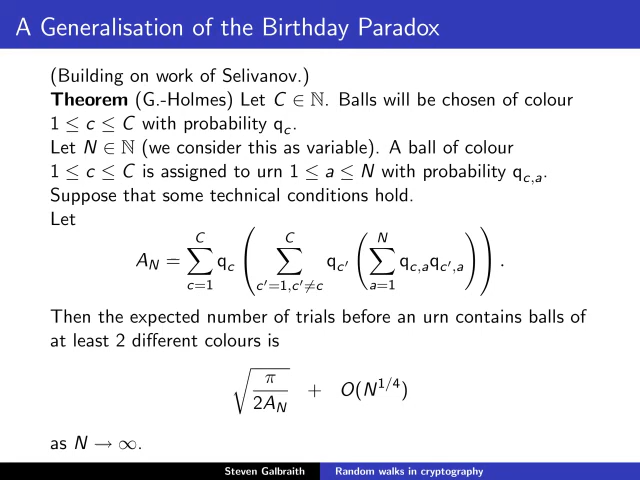 A Generalisation of the Birthday Paradox
(Building on work of Selivanov.)
Theorem (G.-Holmes) Let C ∈ ℕ. Balls will be chosen of colour
1 ≤ c ≤ C with probability q_c.
Let N ∈ ℕ (we consider this as variable). A ball of colour
1 ≤ c ≤ C is assigned to urn 1 ≤ a ≤ N with probability q_{c,a}.
Suppose that some technical conditions hold.
Let
A_N = \sum_{c=1}^{C} q_c \left( \sum_{c'=1,c'≠c}^{C} q_{c'} \left( \sum_{a=1}^{N} q_{c,a}q_{c',a} \right) \right).
Then the expected number of trials before an urn contains balls of
at least 2 different colours is
\sqrt{\frac{π}{2A_N}} + O(N^{1/4})
as N → ∞.
Steven Galbraith Random walks in cryptography